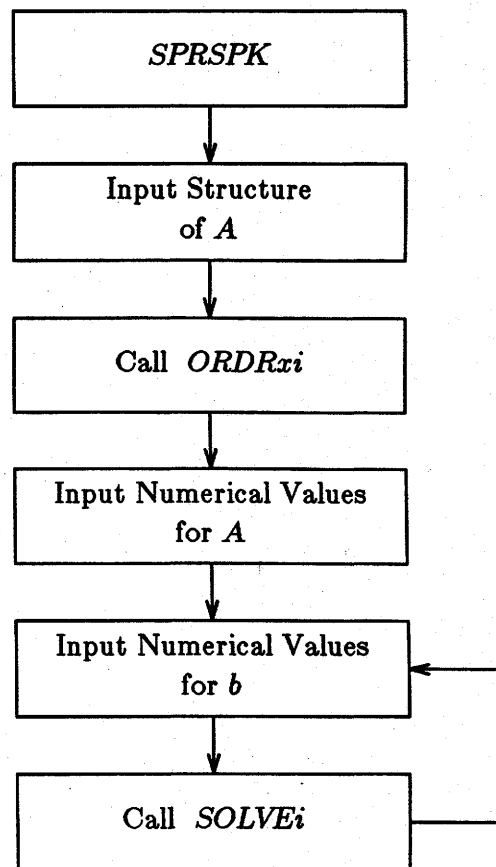 SPRSPK
Input Structure
of A
Call ORDRxi
Input Numerical Values
for A
Input Numerical Values
for b
Call SOLVEi